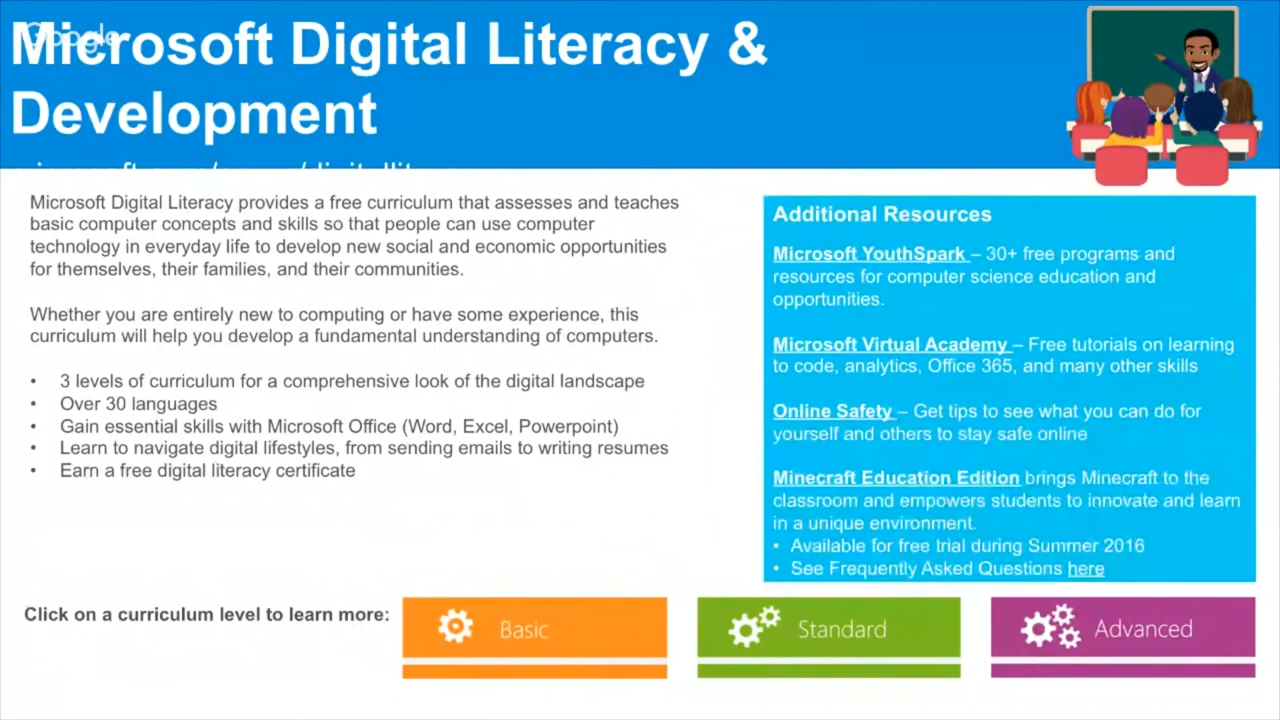 Google
Microsoft Digital Literacy &
Development
Microsoft Digital Literacy provides a free curriculum that assesses and teaches
basic computer concepts and skills so that people can use computer
technology in everyday life to develop new social and economic opportunities
for themselves, their families, and their communities.
Whether you are entirely new to computing or have some experience, this
curriculum will help you develop a fundamental understanding of computers.
• 3 levels of curriculum for a comprehensive look of the digital landscape
• Over 30 languages
• Gain essential skills with Microsoft Office (Word, Excel, Powerpoint)
• Learn to navigate digital lifestyles, from sending emails to writing resumes
• Earn a free digital literacy certificate
Additional Resources
Microsoft YouthSpark – 30+ free programs and
resources for computer science education and
opportunities.
Microsoft Virtual Academy – Free tutorials on learning
to code, analytics, Office 365, and many other skills
Online Safety – Get tips to see what you can do for
yourself and others to stay safe online
Minecraft Education Edition brings Minecraft to the
classroom and empowers students to innovate and learn
in a unique environment.
• Available for free trial during Summer 2016
• See Frequently Asked Questions here
Click on a curriculum level to learn more:
Basic
Standard
Advanced